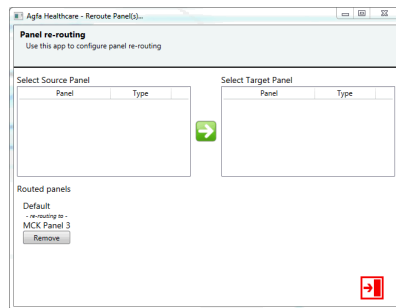 Agfa Healthcare - Reroute Panel(s)...
Panel re-routing
Use this app to configure panel re-routing
Select Source Panel
Select Target Panel
Panel Type
Panel Type
Routed panels
Default
- re-routing to -
MCK Panel 3
Remove